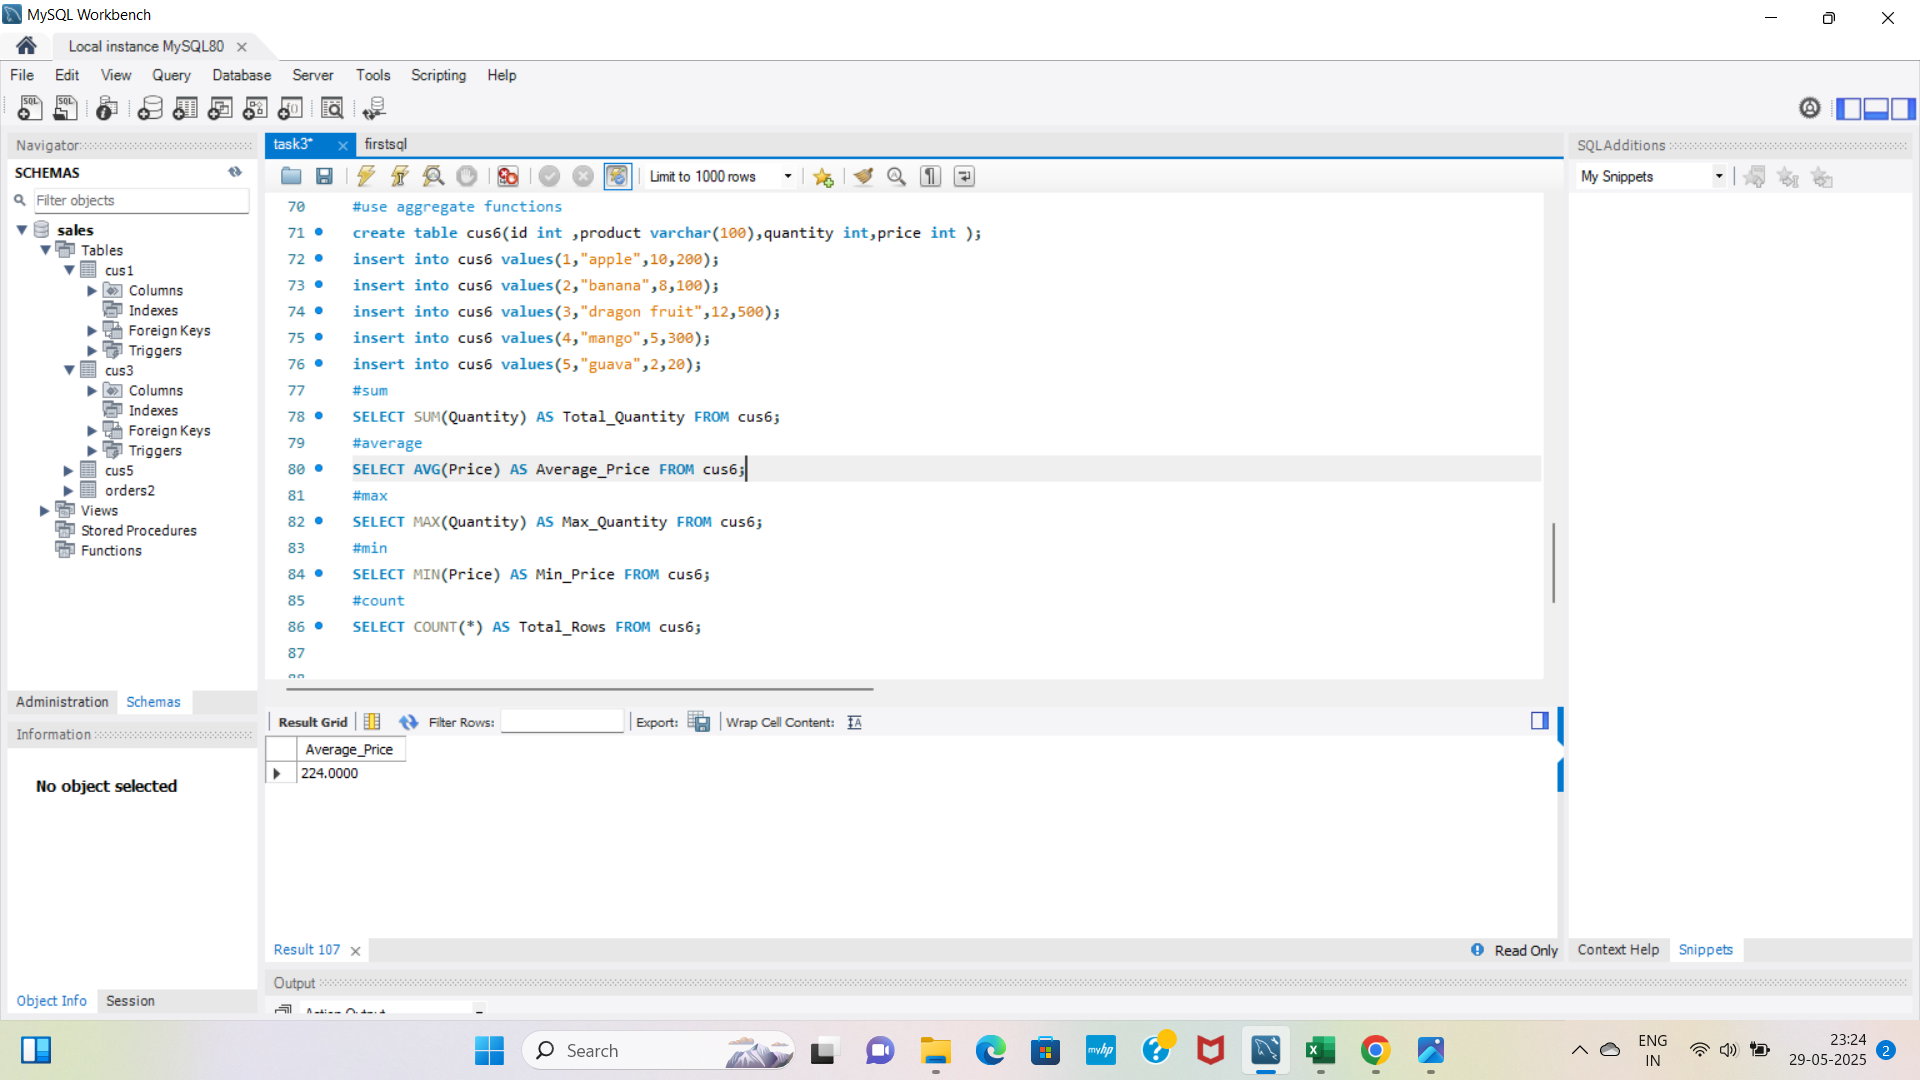 MySQL Workbench
Local instance MySQL80
File Edit View Query Database Server Tools Scripting Help
Navigator
SCHEMAS
Filter objects
sales
Tables
cus1
Columns
Indexes
Foreign Keys
Triggers
cus3
Columns
Indexes
Foreign Keys
Triggers
cus5
orders2
Views
Stored Procedures
Functions
Administration Schemas
Information
No object selected
Object Info Session
task3* firstsql
Limit to 1000 rows
70 #use aggregate functions
71 create table cus6(id int ,product varchar(100),quantity int,price int );
72 insert into cus6 values(1,"apple",10,200);
73 insert into cus6 values(2,"banana",8,100);
74 insert into cus6 values(3,"dragon fruit",12,500);
75 insert into cus6 values(4,"mango",5,300);
76 insert into cus6 values(5,"guava",2,20);
77 #sum
78 SELECT SUM(Quantity) AS Total_Quantity FROM cus6;
79 #average
80 SELECT AVG(Price) AS Average_Price FROM cus6;
81 #max
82 SELECT MAX(Quantity) AS Max_Quantity FROM cus6;
83 #min
84 SELECT MIN(Price) AS Min_Price FROM cus6;
85 #count
86 SELECT COUNT(*) AS Total_Rows FROM cus6;
87
88
Result Grid Filter Rows: Export: Wrap Cell Content:
Average_Price
224.0000
Result 107
Read Only
Output
Action Output
SQLAdditions
My Snippets
Context Help Snippets
Search
myhp
ENG
IN
23:24
29-05-2025
2